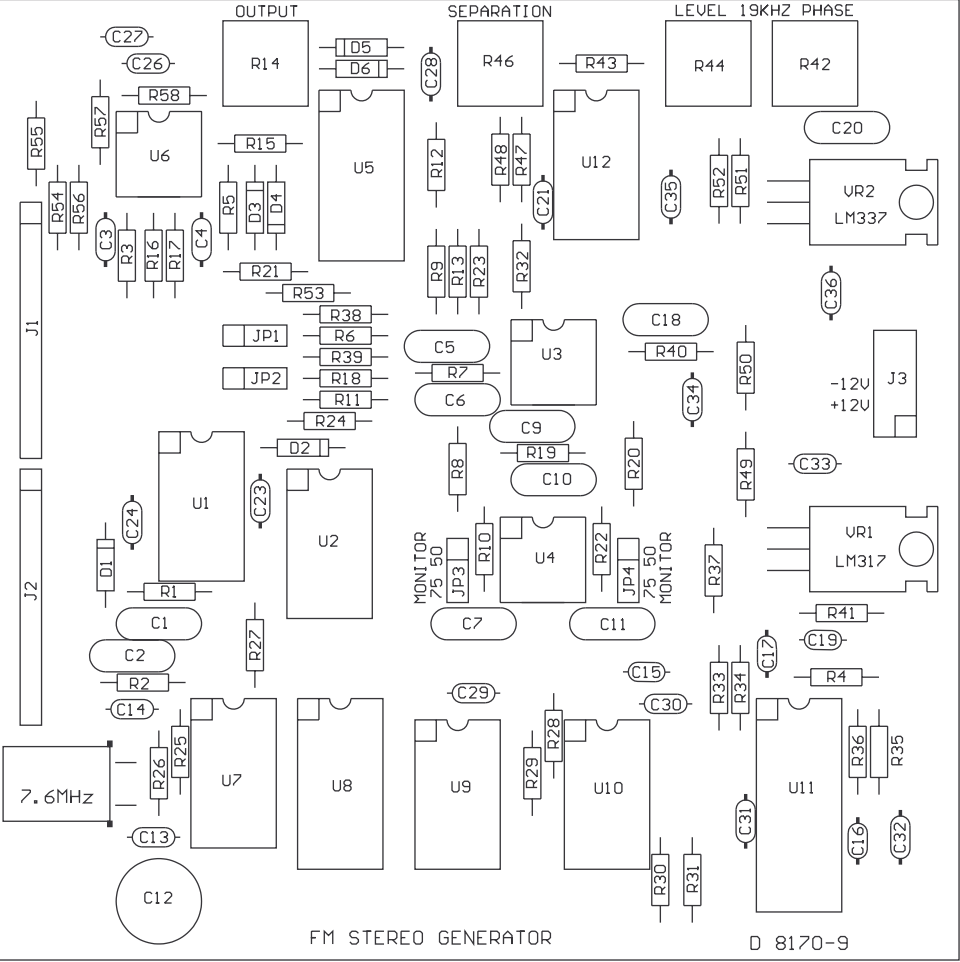 OUTPUT
SEPARATION
LEVEL 19KHZ PHASE
C27
C26
R14
D5
D6
C28
R46
R43
R44
R42
R58
R57
R55
U6
R15
U5
R12
R48
R47
U12
C20
C21
C35
R52
R51
VR2
LM337
R54
R56
R5
D3
D4
C3
R3
R16
R17
C4
R21
R53
R9
R13
R23
R32
C36
J1
JP1
JP2
R38
R6
R39
R18
R11
R24
D2
C5
R7
C6
U3
C9
R19
C10
C18
R40
R50
C34
J3
-12V
+12V
R8
R20
R49
C33
U1
C23
C24
U2
D1
R1
MONITOR
75 50
JP3
R10
U4
R22
JP4
75 50
MONITOR
R37
VR1
LM317
J2
C1
C2
R2
C14
R27
C7
C11
R41
C19
C17
R4
C15
C30
C29
R33
R34
7.6MHz
R26
R25
U7
U8
U9
R29
R28
U10
U11
R36
R35
C13
C31
C16
C32
C12
R30
R31
FM STEREO GENERATOR
D 8170-9